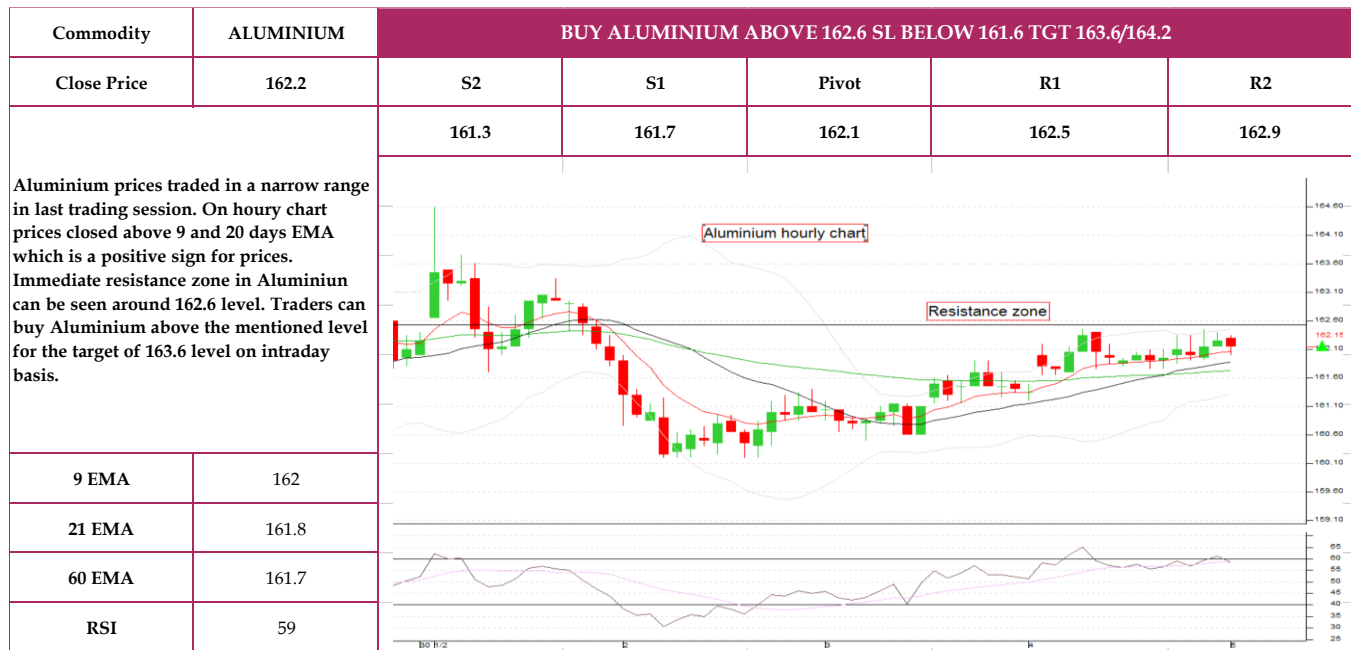 Commodity
ALUMINIUM
BUY ALUMINIUM ABOVE 162.6 SL BELOW 161.6 TGT 163.6/164.2
Close Price
162.2
S2
S1
Pivot
R1
R2
161.3
161.7
162.1
162.5
162.9
Aluminium prices traded in a narrow range
in last trading session. On houry chart
prices closed above 9 and 20 days EMA
which is a positive sign for prices.
Immediate resistance zone in Aluminiun
can be seen around 162.6 level. Traders can
buy Aluminium above the mentioned level
for the target of 163.6 level on intraday
basis.
9 EMA
162
21 EMA
161.8
60 EMA
161.7
RSI
59
Aluminium hourly chart
Resistance zone
164.60
164.10
163.60
163.10
162.60
162.15
161.60
161.10
160.60
160.10
159.60
159.10
65
60
55
50
45
40
35
30
25
30
1/2
2
3
4
5